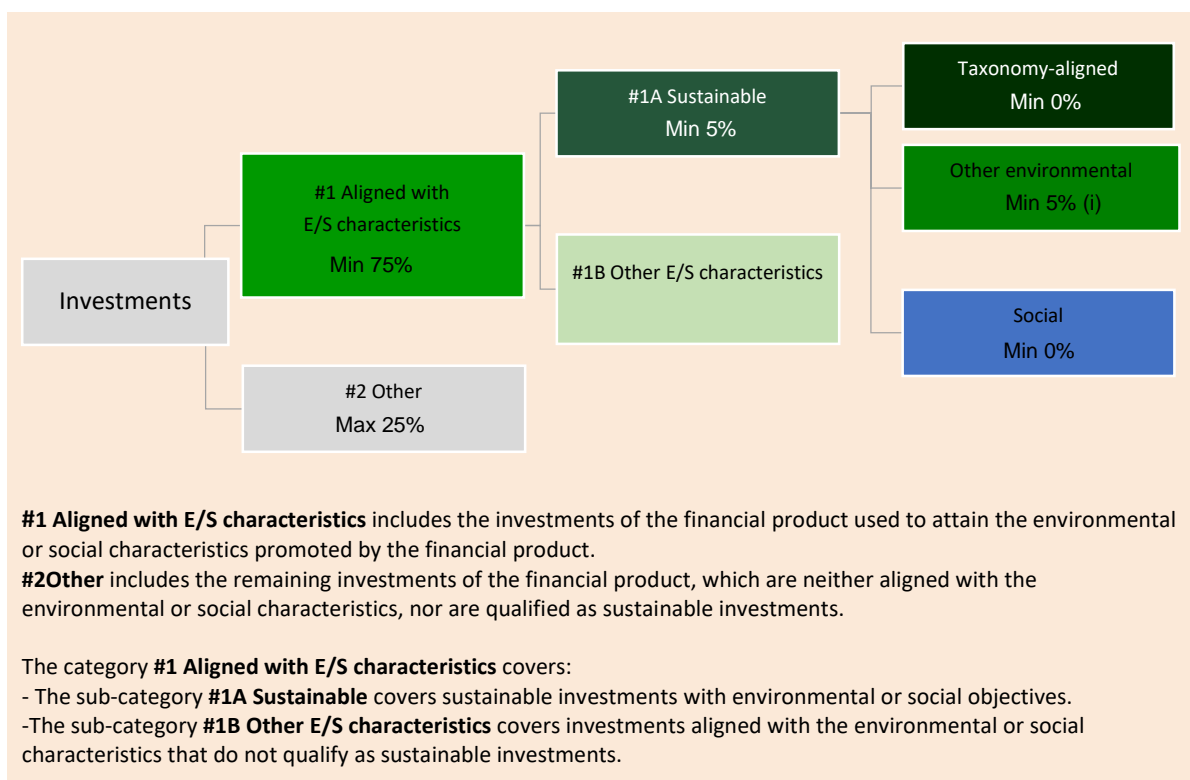 Investments
#1 Aligned with
E/S characteristics
Min 75%
#2 Other
Max 25%
#1A Sustainable
Min 5%
#1B Other E/S characteristics
Taxonomy-aligned
Min 0%
Other environmental
Min 5% (i)
Social
Min 0%
#1 Aligned with E/S characteristics includes the investments of the financial product used to attain the environmental
or social characteristics promoted by the financial product.
#2Other includes the remaining investments of the financial product, which are neither aligned with the
environmental or social characteristics, nor are qualified as sustainable investments.
The category #1 Aligned with E/S characteristics covers:
- The sub-category #1A Sustainable covers sustainable investments with environmental or social objectives.
-The sub-category #1B Other E/S characteristics covers investments aligned with the environmental or social
characteristics that do not qualify as sustainable investments.